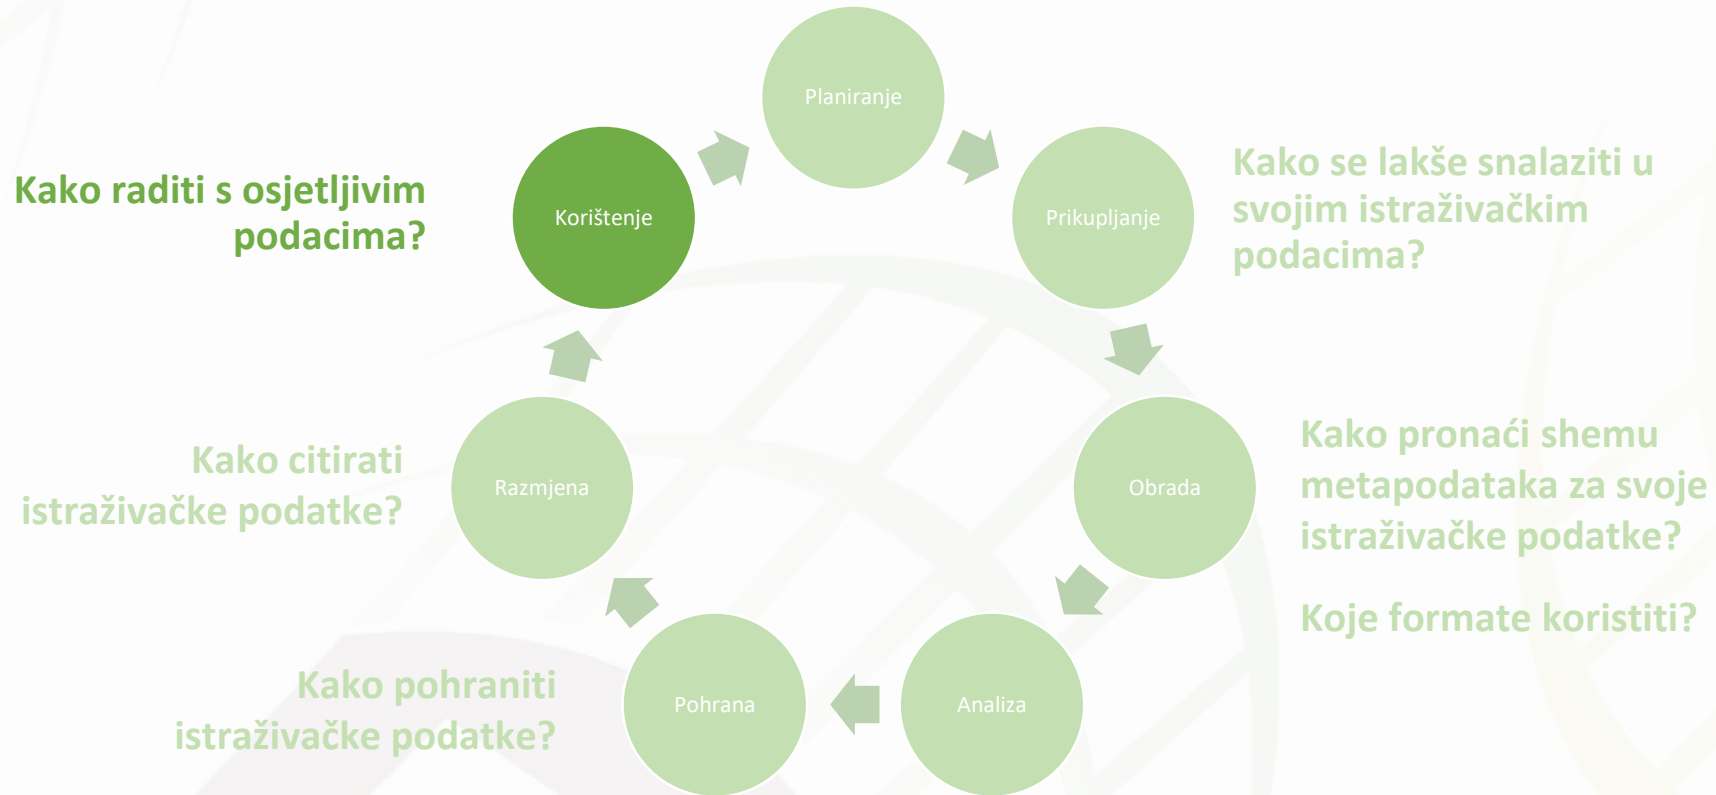 Planiranje
Kako raditi s osjetljivim
podacima?
Korištenje
Prikupljanje
Kako se lakše snalaziti u
svojim istraživačkim
podacima?
Kako citirati
istraživačke podatke?
Razmjena
Obrada
Kako pronaći shemu
metapodataka za svoje
istraživačke podatke?
Koje formate koristiti?
Kako pohraniti
istraživačke podatke?
Pohrana
Analiza